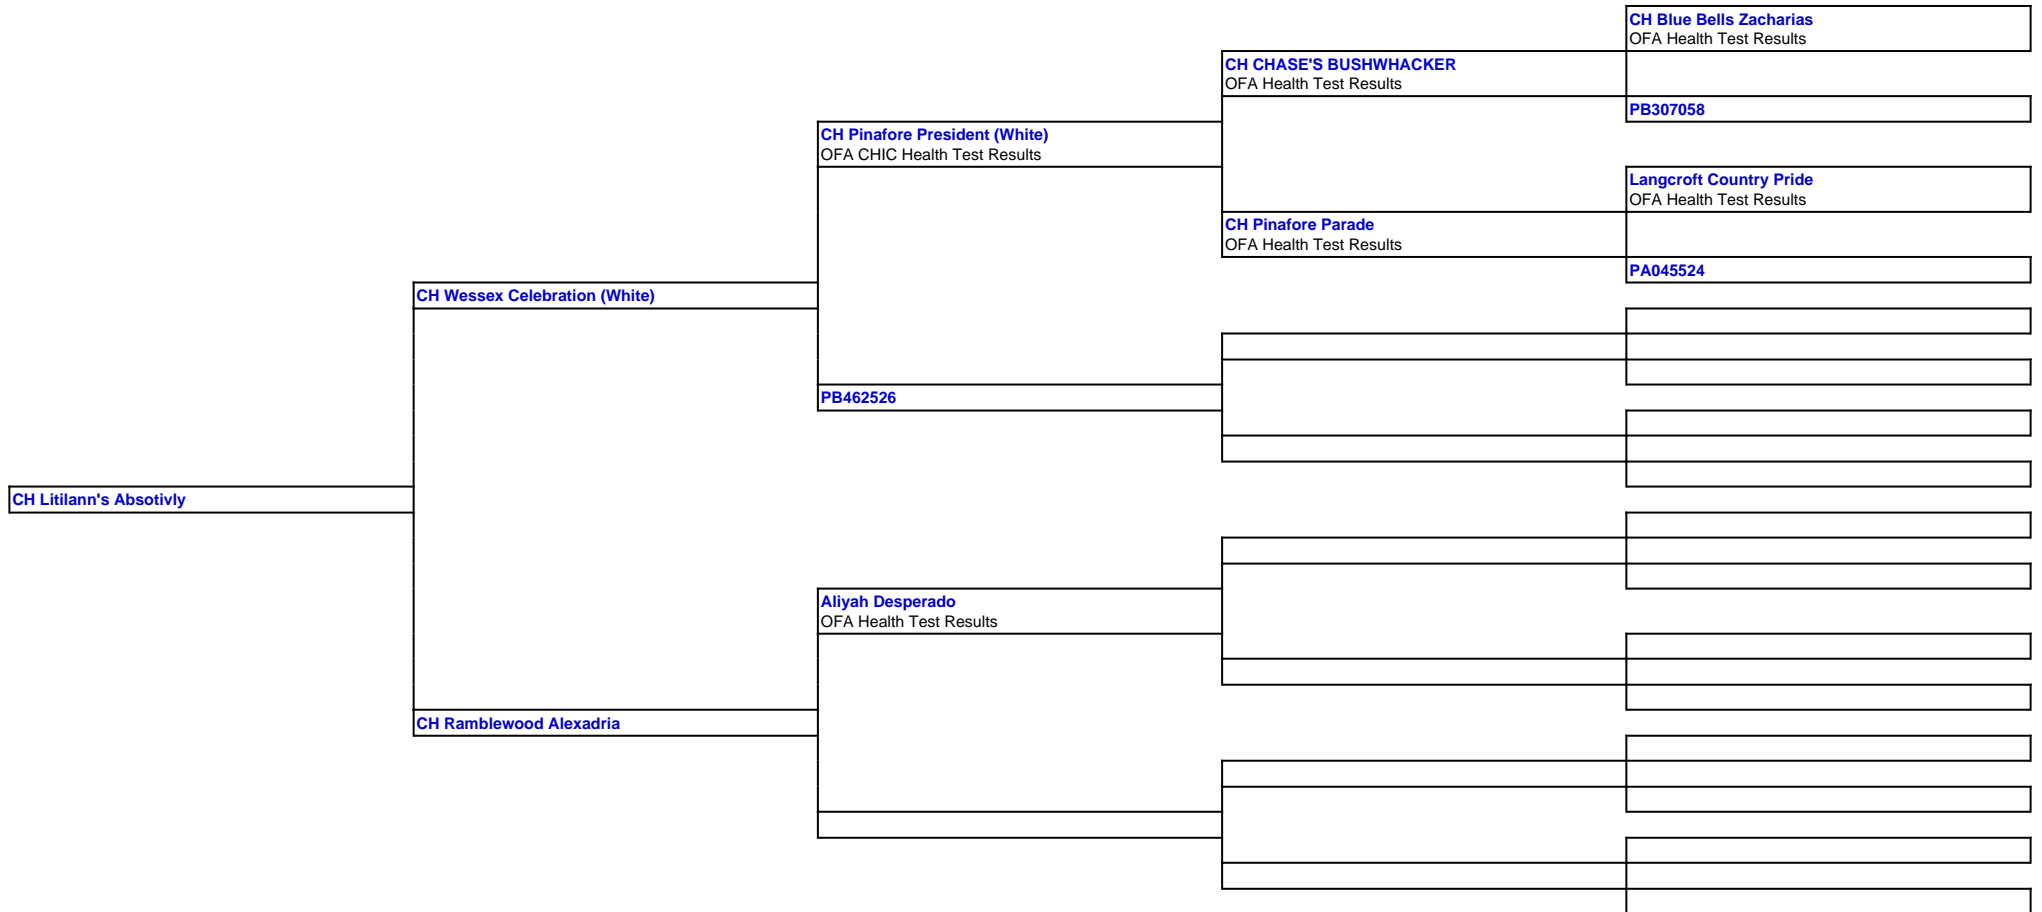 CH Blue Bells Zacharias
OFA Health Test Results
CH CHASE'S BUSHWHACKER
OFA Health Test Results
PB307058
CH Pinafore President (White)
OFA CHIC Health Test Results
Langcroft Country Pride
OFA Health Test Results
CH Pinafore Parade
OFA Health Test Results
PA045524
CH Wessex Celebration (White)
PB462526
CH Litilann's Absotivly
Aliyah Desperado
OFA Health Test Results
CH Ramblewood Alexadria